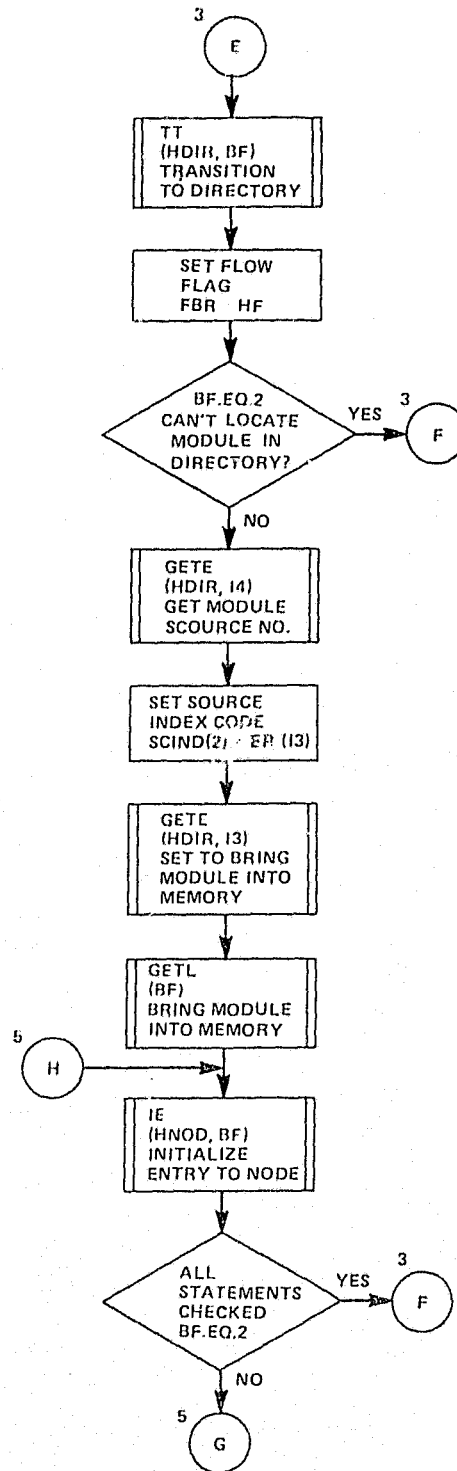 3
E
TT
(HDIR, BF)
TRANSITION
TO DIRECTORY
SET FLOW
FLAG
FBR HF
BF.EQ.2
CAN'T LOCATE
MODULE IN
DIRECTORY?
YES
3
F
NO
GETE
(HDIR, I4)
GET MODULE
SCOURCE NO.
SET SOURCE
INDEX CODE
SCIND(2) ER (I3)
GETE
(HDIR, I3)
SET TO BRING
MODULE INTO
MEMORY
GETL
(BF)
BRING MODULE
INTO MEMORY
5
H
IE
(HNOD, BF)
INITIALIZE
ENTRY TO NODE
ALL
STATEMENTS
CHECKED
BF.EQ.2
YES
3
F
NO
5
G